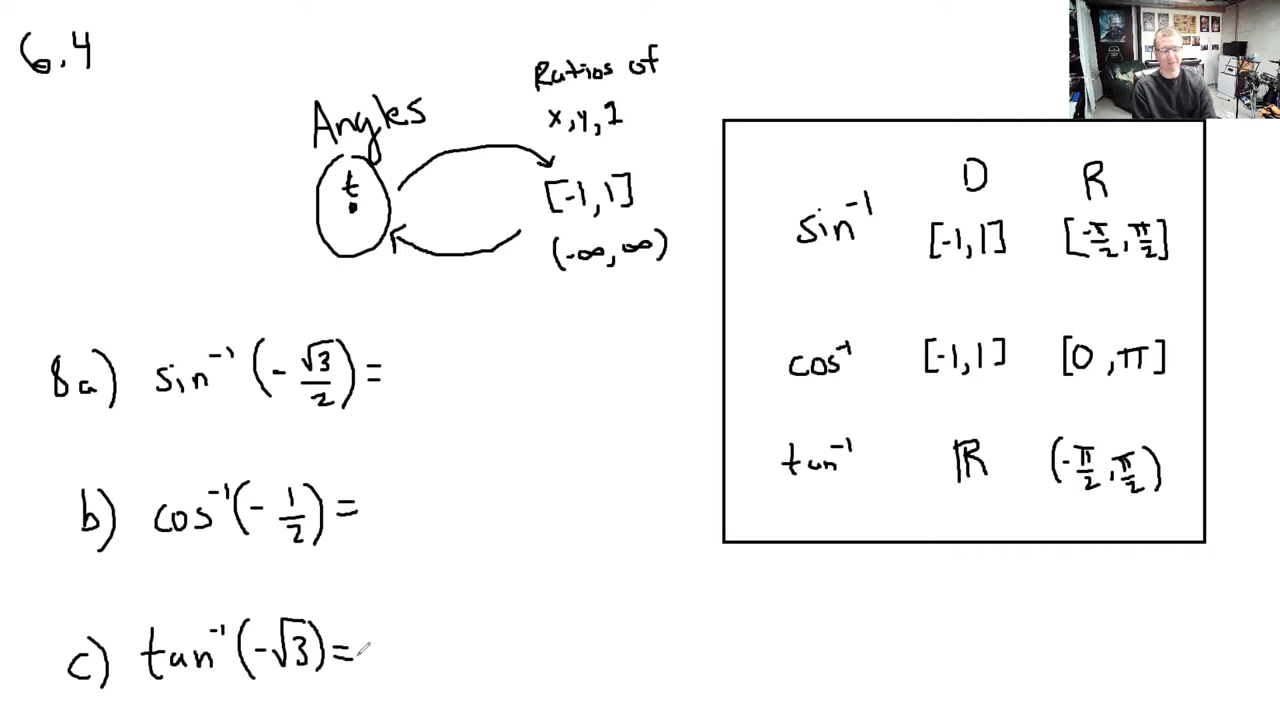 6.4
Ratios of
x, y, 1
Angles
t
[-1, 1]
(-∞, ∞)
D R
sin⁻¹ [-1, 1] [-π/2, π/2]
cos⁻¹ [-1, 1] [0, π]
tan⁻¹ ℝ (-π/2, π/2)
8a) sin⁻¹(-√3/2) =
b) cos⁻¹(-1/2) =
c) tan⁻¹(-√3) =